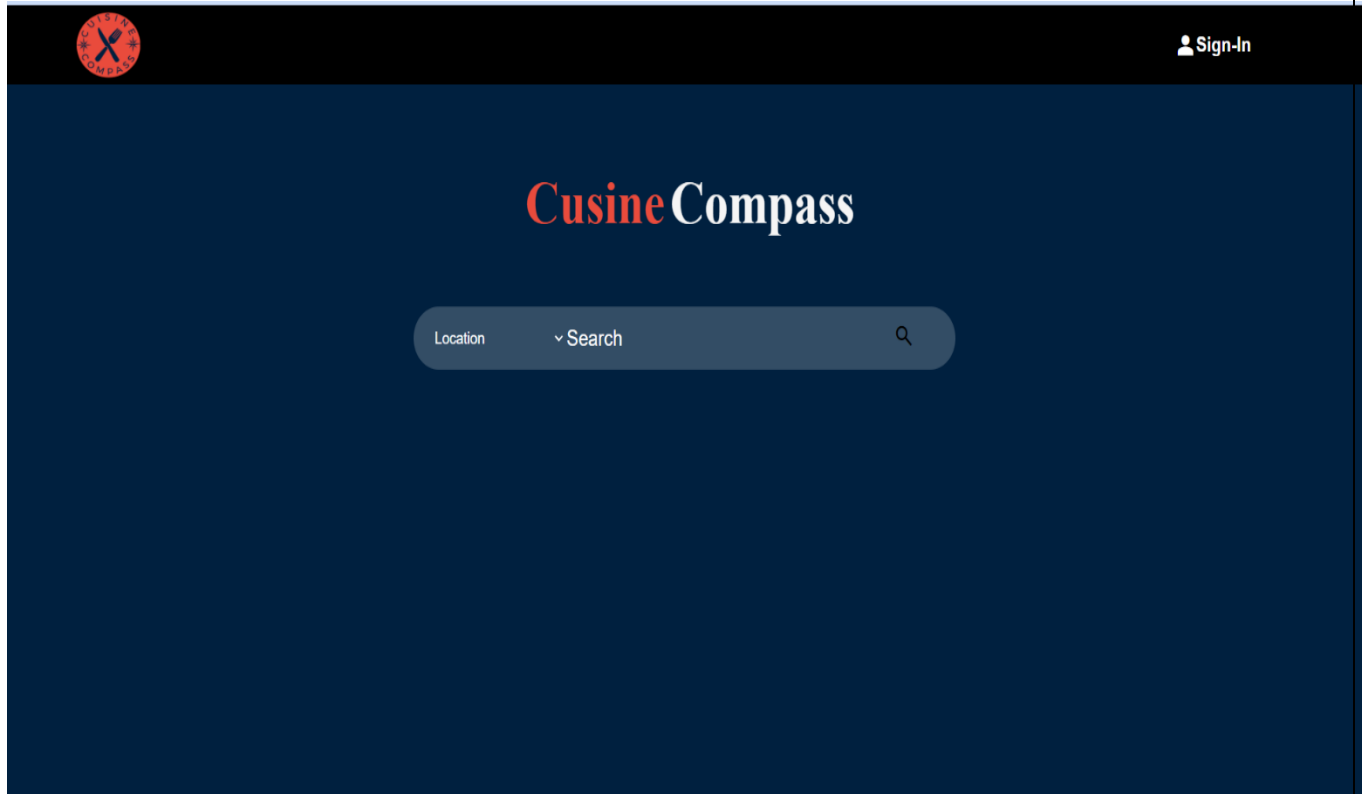 CUISINE
COMPASS
Sign-In
Cusine Compass
Location
Search